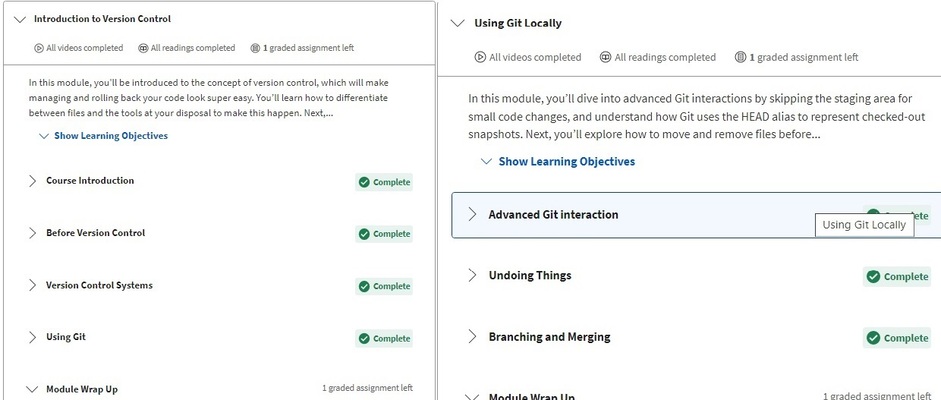 Introduction to Version Control
All videos completed All readings completed 1 graded assignment left
In this module, you'll be introduced to the concept of version control, which will make
managing and rolling back your code look super easy. You'll learn how to differentiate
between files and the tools at your disposal to make this happen. Next,...
Show Learning Objectives
Course Introduction Complete
Before Version Control Complete
Version Control Systems Complete
Using Git Complete
Module Wrap Up 1 graded assignment left
Using Git Locally
All videos completed All readings completed 1 graded assignment left
In this module, you'll dive into advanced Git interactions by skipping the staging area for
small code changes, and understand how Git uses the HEAD alias to represent checked-out
snapshots. Next, you'll explore how to move and remove files before...
Show Learning Objectives
Advanced Git interaction
Using Git Locally
Undoing Things Complete
Branching and Merging Complete
Module Wrap Up 1 graded assignment left